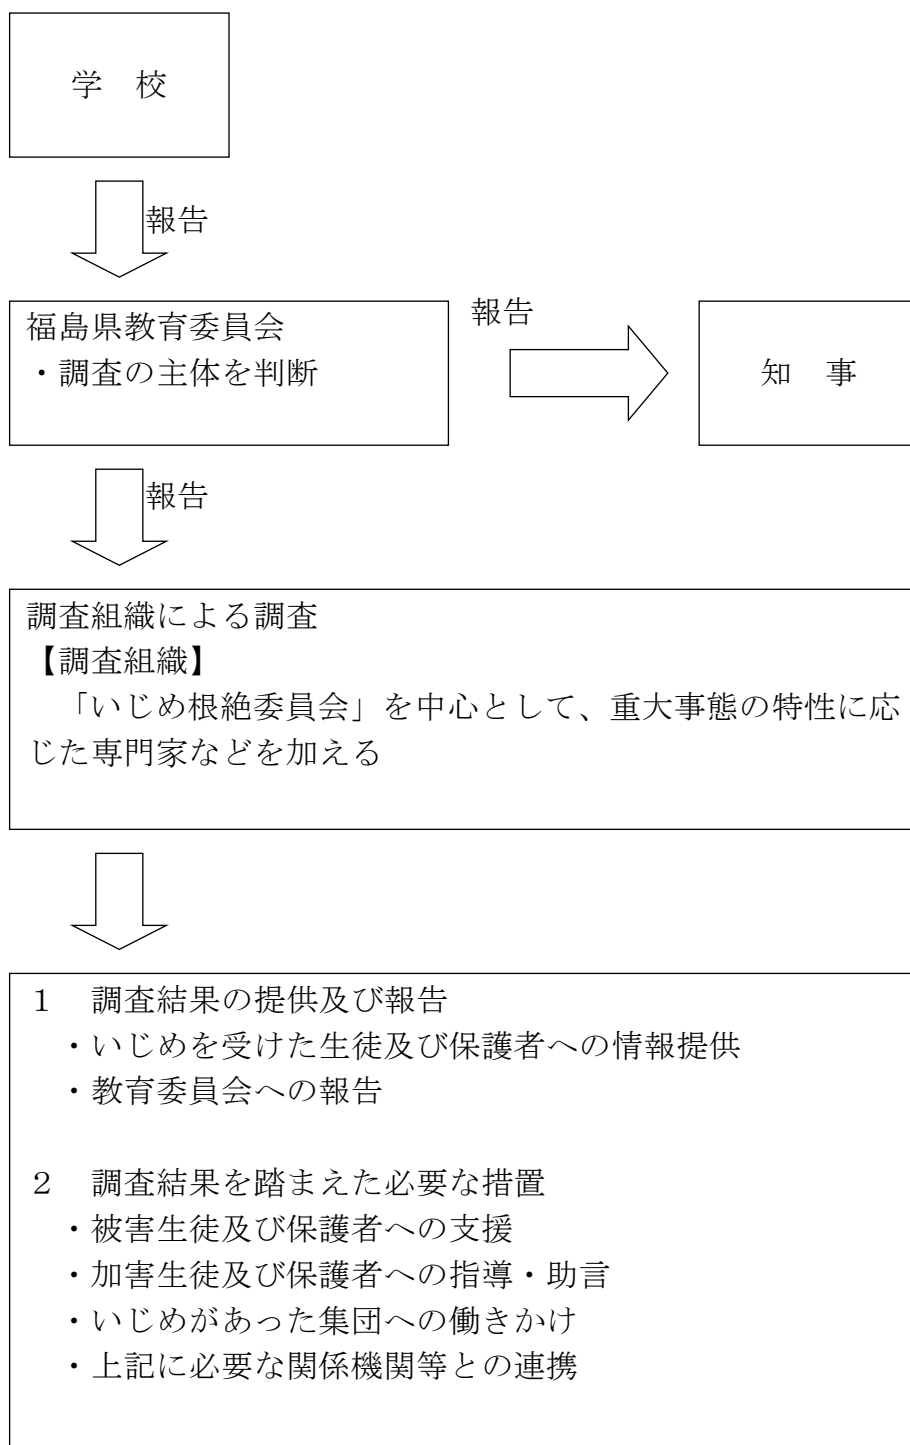 学　校
報告
福島県教育委員会
・調査の主体を判断
報告
知　事
報告
調査組織による調査
【調査組織】
　「いじめ根絶委員会」を中心として、重大事態の特性に応
じた専門家などを加える
１　調査結果の提供及び報告
・いじめを受けた生徒及び保護者への情報提供
・教育委員会への報告
２　調査結果を踏まえた必要な措置
・被害生徒及び保護者への支援
・加害生徒及び保護者への指導・助言
・いじめがあった集団への働きかけ
・上記に必要な関係機関等との連携